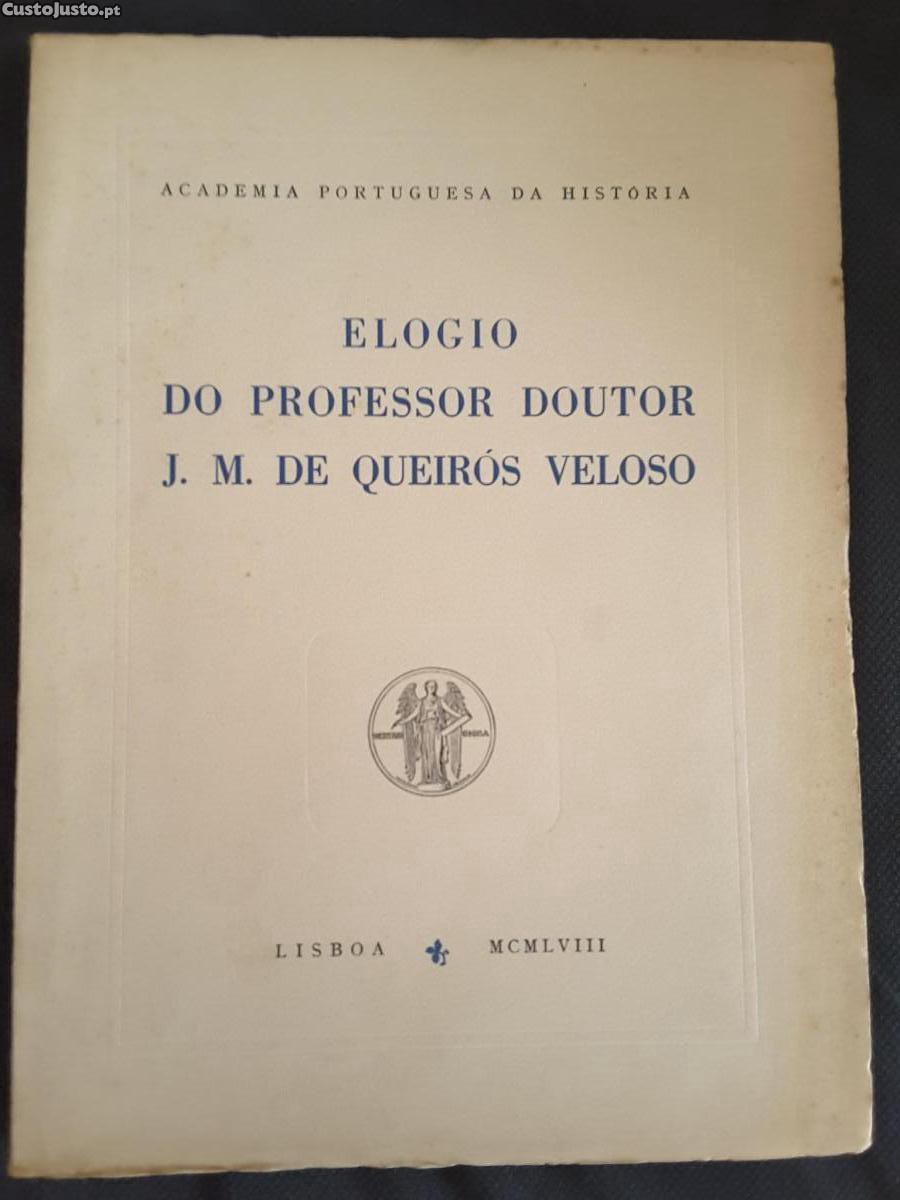 CustoJusto.pt
ACADEMIA PORTUGUESA DA HISTÓRIA
ELOGIO
DO PROFESSOR DOUTOR
J. M. DE QUEIRÓS VELOSO
LISBOA MCMLVIII